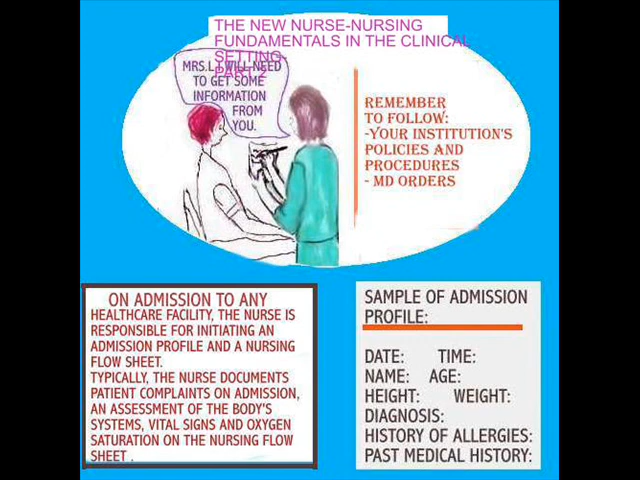 THE NEW NURSE-NURSING
FUNDAMENTALS IN THE CLINICAL
SETTING-
PART 2
MRS.L.I WILL NEED
TO GET SOME
INFORMATION
FROM
YOU.
REMEMBER
TO FOLLOW:
-YOUR INSTITUTION'S
POLICIES AND
PROCEDURES
- MD ORDERS
ON ADMISSION TO ANY
HEALTHCARE FACILITY, THE NURSE IS
RESPONSIBLE FOR INITIATING AN
ADMISSION PROFILE AND A NURSING
FLOW SHEET.
TYPICALLY, THE NURSE DOCUMENTS
PATIENT COMPLAINTS ON ADMISSION,
AN ASSESSMENT OF THE BODY'S
SYSTEMS, VITAL SIGNS AND OXYGEN
SATURATION ON THE NURSING FLOW
SHEET .
SAMPLE OF ADMISSION
PROFILE:
DATE: TIME:
NAME: AGE:
HEIGHT: WEIGHT:
DIAGNOSIS:
HISTORY OF ALLERGIES:
PAST MEDICAL HISTORY: